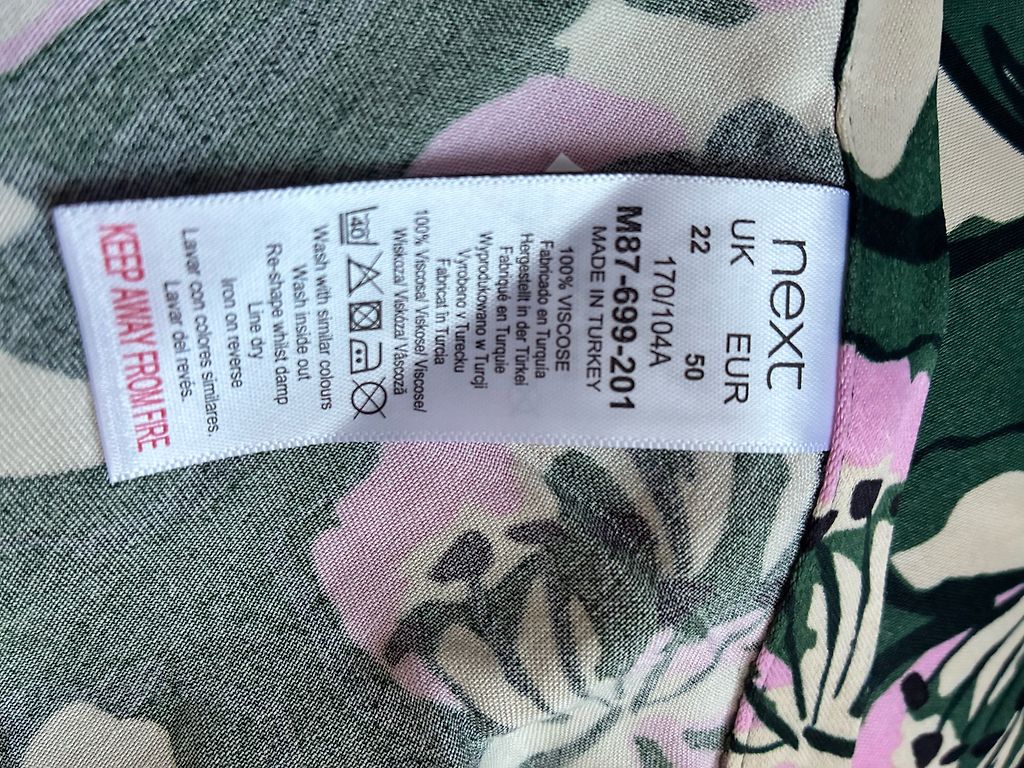 next
UK EUR
22 50
170/104A
M87-699-201
MADE IN TURKEY
100% VISCOSE
Fabricado en Turquía
Hergestellt in der Türkei
Fabriqué en Turquie
Wyprodukowano w Turcji
Vyrobeno v Turecku
Fabricat în Turcia
100% Viscosa/ Viskose/ Viscose/
Wiskoza/ Viskóza/ Vâscoză
40
Wash with similar colours
Wash inside out
Re-shape whilst damp
Line dry
Iron on reverse
Lavar con colores similares.
Lavar del revés.
KEEP AWAY FROM FIRE